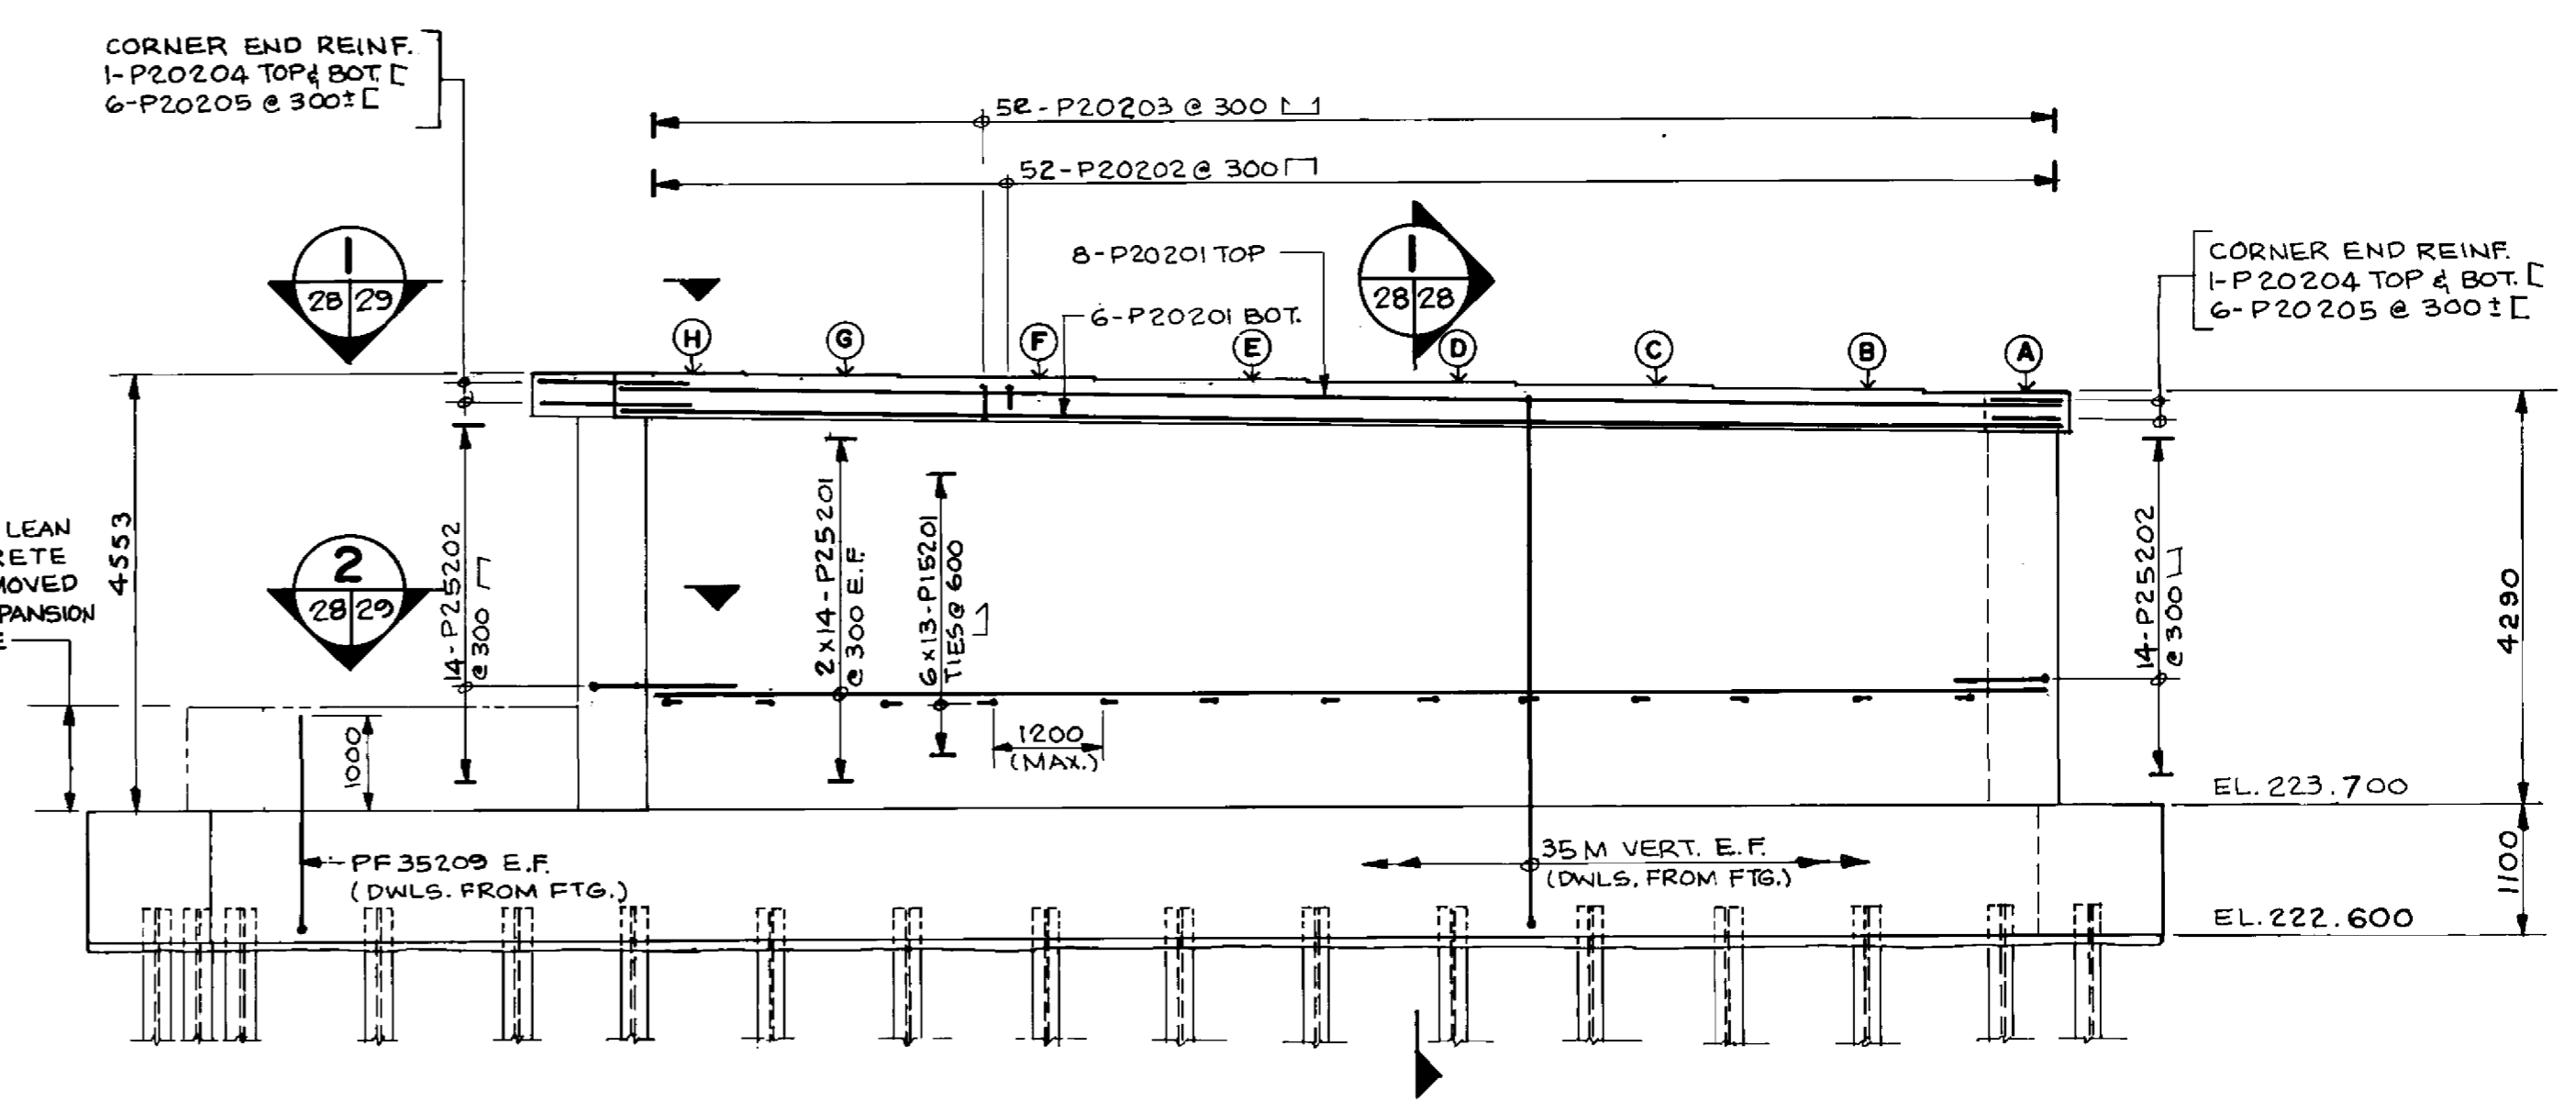 CORNER END REINF.
1-P20204 TOP & BOT. [
6-P20205 @ 300± [
52-P20203 @ 300
52-P20202 @ 300
8-P20201 TOP
6-P20201 BOT.
1
28 29
1
28 28
CORNER END REINF.
1-P20204 TOP & BOT. [
6-P20205 @ 300± [
H G F E D C B A
LEAN
RETE
MOVED
PANSION
E
4553
2
28 29
14-P25202
@ 300
2x14-P25201
@ 300 E.F.
6x13-P15201
TIES @ 600
14-P25202
@ 300
4290
1000
1200
(MAX.)
EL. 223.700
PF35209 E.F.
(DWLS. FROM FTG.)
35M VERT. E.F.
(DWLS. FROM FTG.)
1100
EL. 222.600